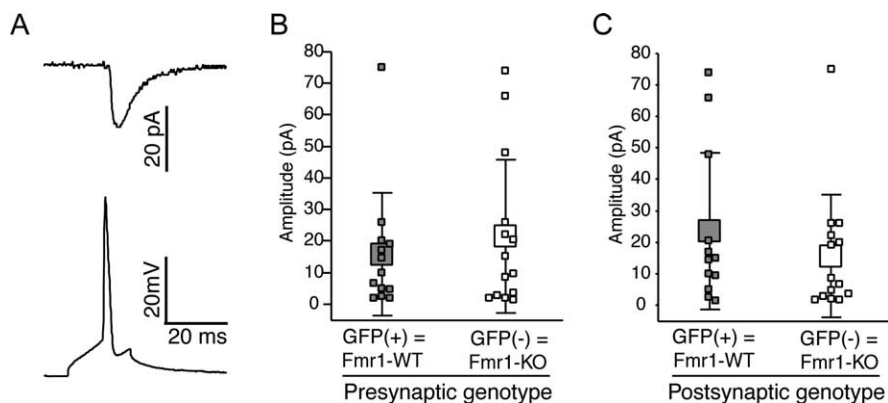 A
20 pA
20mV
20 ms
B
Amplitude (pA)
80
70
60
50
40
30
20
10
0
GFP(+) = GFP(-) =
Fmr1-WT Fmr1-KO
Presynaptic genotype
C
Amplitude (pA)
80
70
60
50
40
30
20
10
0
GFP(+) = GFP(-) =
Fmr1-WT Fmr1-KO
Postsynaptic genotype